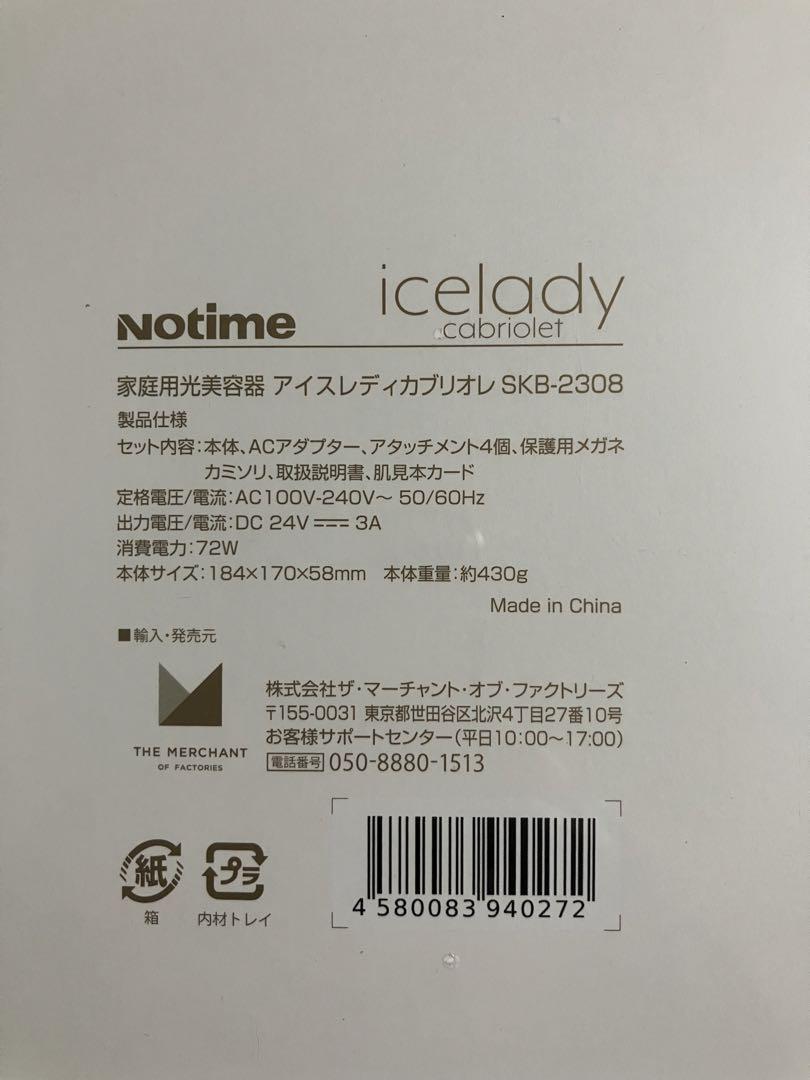 Notime
icelady
cabriolet
家庭用光美容器 アイスレディカブリオレ SKB-2308
製品仕様
セット内容:本体、ACアダプター、アタッチメント4個、保護用メガネ
カミソリ、取扱説明書、肌見本カード
定格電圧/電流:AC100V-240V～ 50/60Hz
出力電圧/電流:DC 24V ⎓ 3A
消費電力:72W
本体サイズ:184×170×58mm 本体重量:約430g
Made in China
■輸入・発売元
THE MERCHANT
OF FACTORIES
株式会社ザ・マーチャント・オブ・ファクトリーズ
〒155-0031 東京都世田谷区北沢4丁目27番10号
お客様サポートセンター(平日10:00～17:00)
電話番号 050-8880-1513
紙
箱
プラ
内材トレイ
4 580083 940272